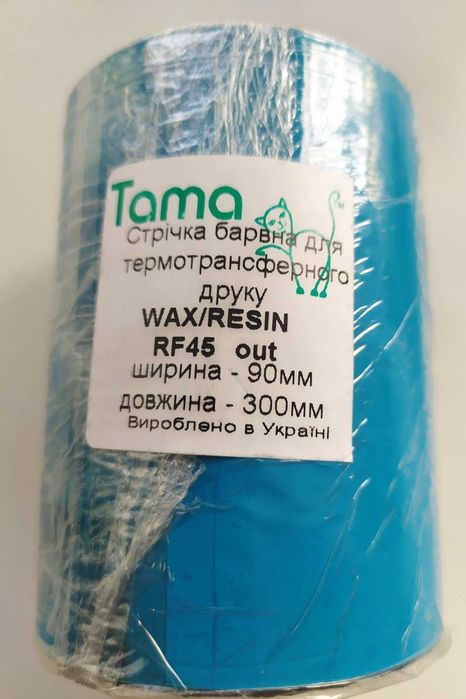 Tama
Стрічка барвна для
термотрансферного
друку
WAX/RESIN
RF45 out
ширина - 90мм
довжина - 300мм
Вироблено в Україні